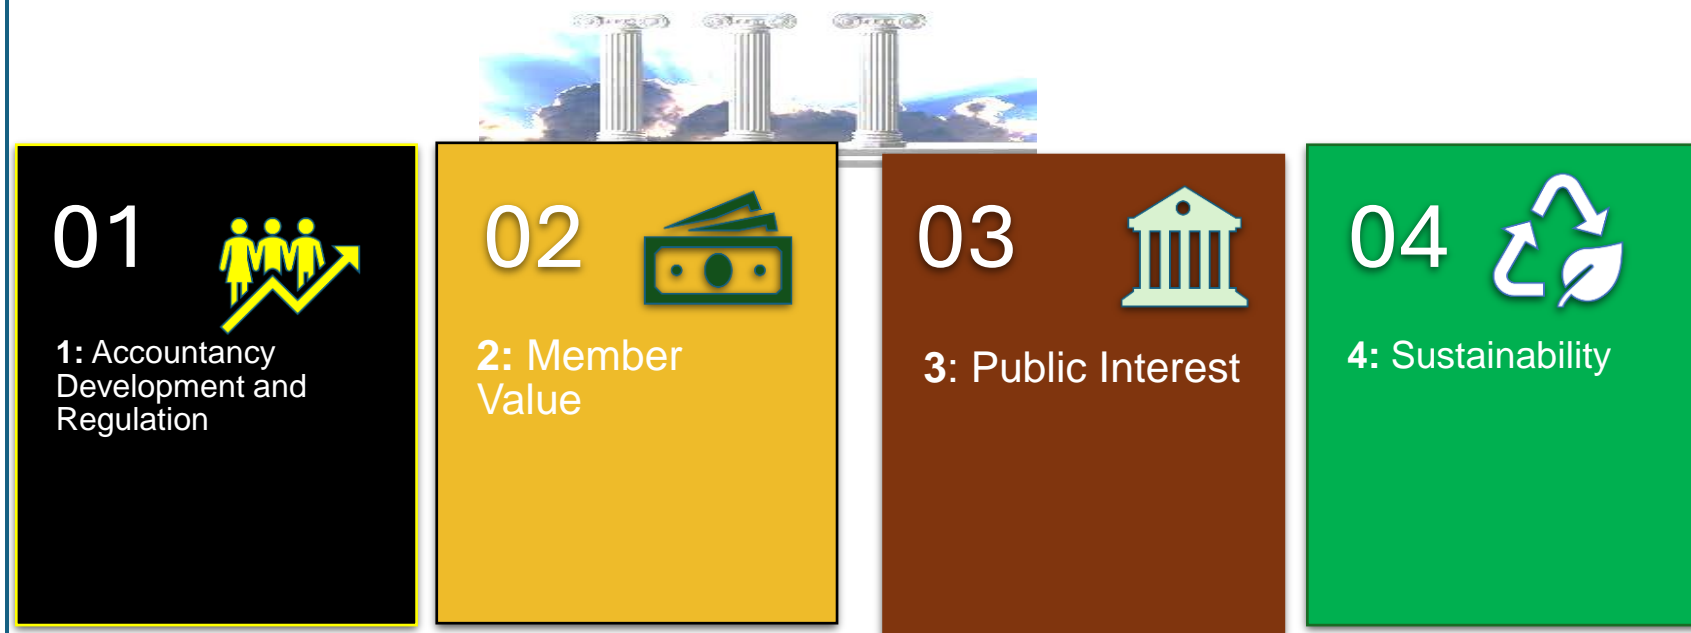 01
1: Accountancy
Development and
Regulation
02
2: Member
Value
03
3: Public Interest
04
4: Sustainability